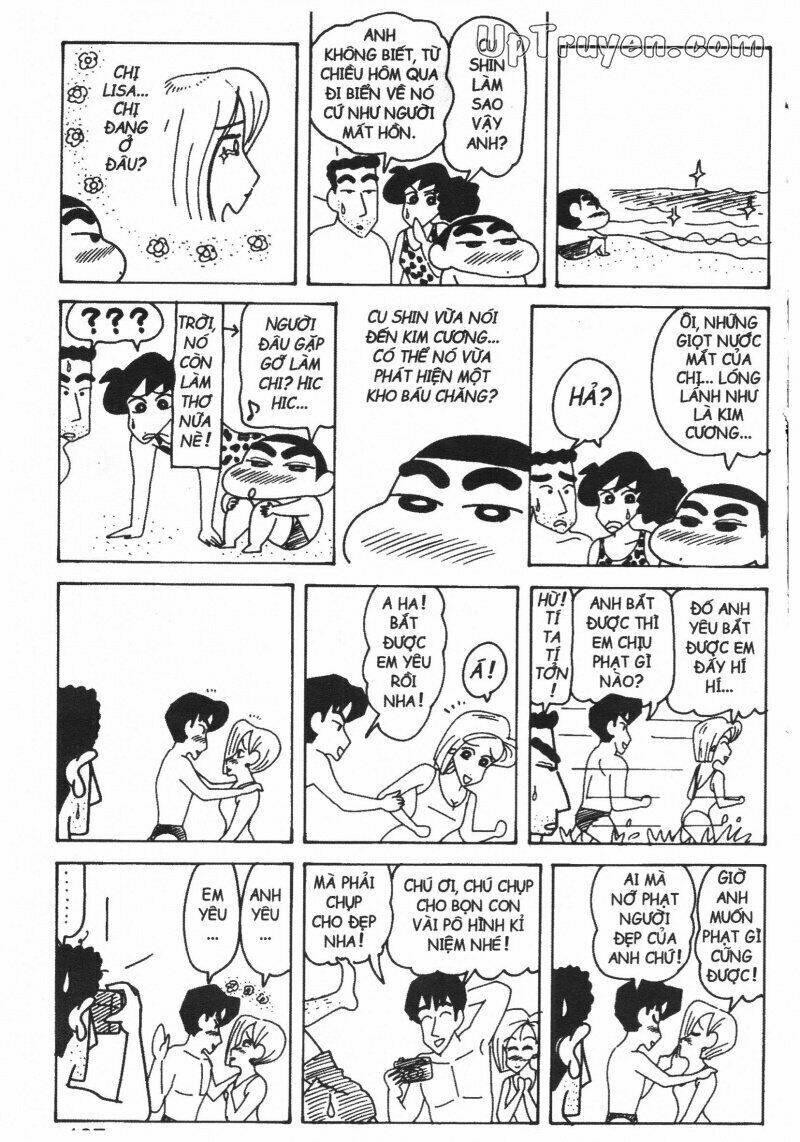 UpTruyen.com
CU
SHIN
LÀM
SAO
VẬY
ANH?
ANH
KHÔNG
BIẾT, TỪ
CHIỀU HÔM QUA
ĐI BIỂN VỀ NÓ
CỨ NHƯ NGƯỜI
MẤT HỒN.
CHỊ
LISA...
CHỊ
ĐANG
Ở
ĐÂU?
ÔI, NHỮNG
GIỌT NƯỚC
MẮT CỦA
CHỊ... LÓNG
LÁNH NHƯ
LÀ KIM
CƯƠNG...
HẢ?
CU SHIN VỪA NÓI
ĐẾN KIM CƯƠNG...
CÓ THỂ NÓ VỪA
PHÁT HIỆN MỘT
KHO BÁU CHĂNG?
NGƯỜI
ĐÂU GẶP
GỠ LÀM
CHI? HIC
HIC...
TRỜI,
NÓ
CÒN
LÀM
THƠ
NỮA
NÈ!
???
ĐỐ ANH
YÊU BẮT
ĐƯỢC EM
ĐẤY HÍ
HÍ...
ANH BẮT
ĐƯỢC THÌ
EM CHỊU
PHẠT GÌ
NÀO?
HỪ!
TÍ
TA
TÍ
TỞN!
Á!
A HA!
BẮT
ĐƯỢC
EM YÊU
RỒI
NHA!
GIỜ
ANH
MUỐN
PHẠT GÌ
CŨNG
ĐƯỢC!
AI MÀ
NỠ PHẠT
NGƯỜI
ĐẸP CỦA
ANH CHỨ!
CHÚ ƠI, CHÚ CHỤP
CHO BỌN CON
VÀI PÔ HÌNH KỈ
NIỆM NHÉ!
MÀ PHẢI
CHỤP
CHO ĐẸP
NHA!
ANH
YÊU
...
EM
YÊU
...